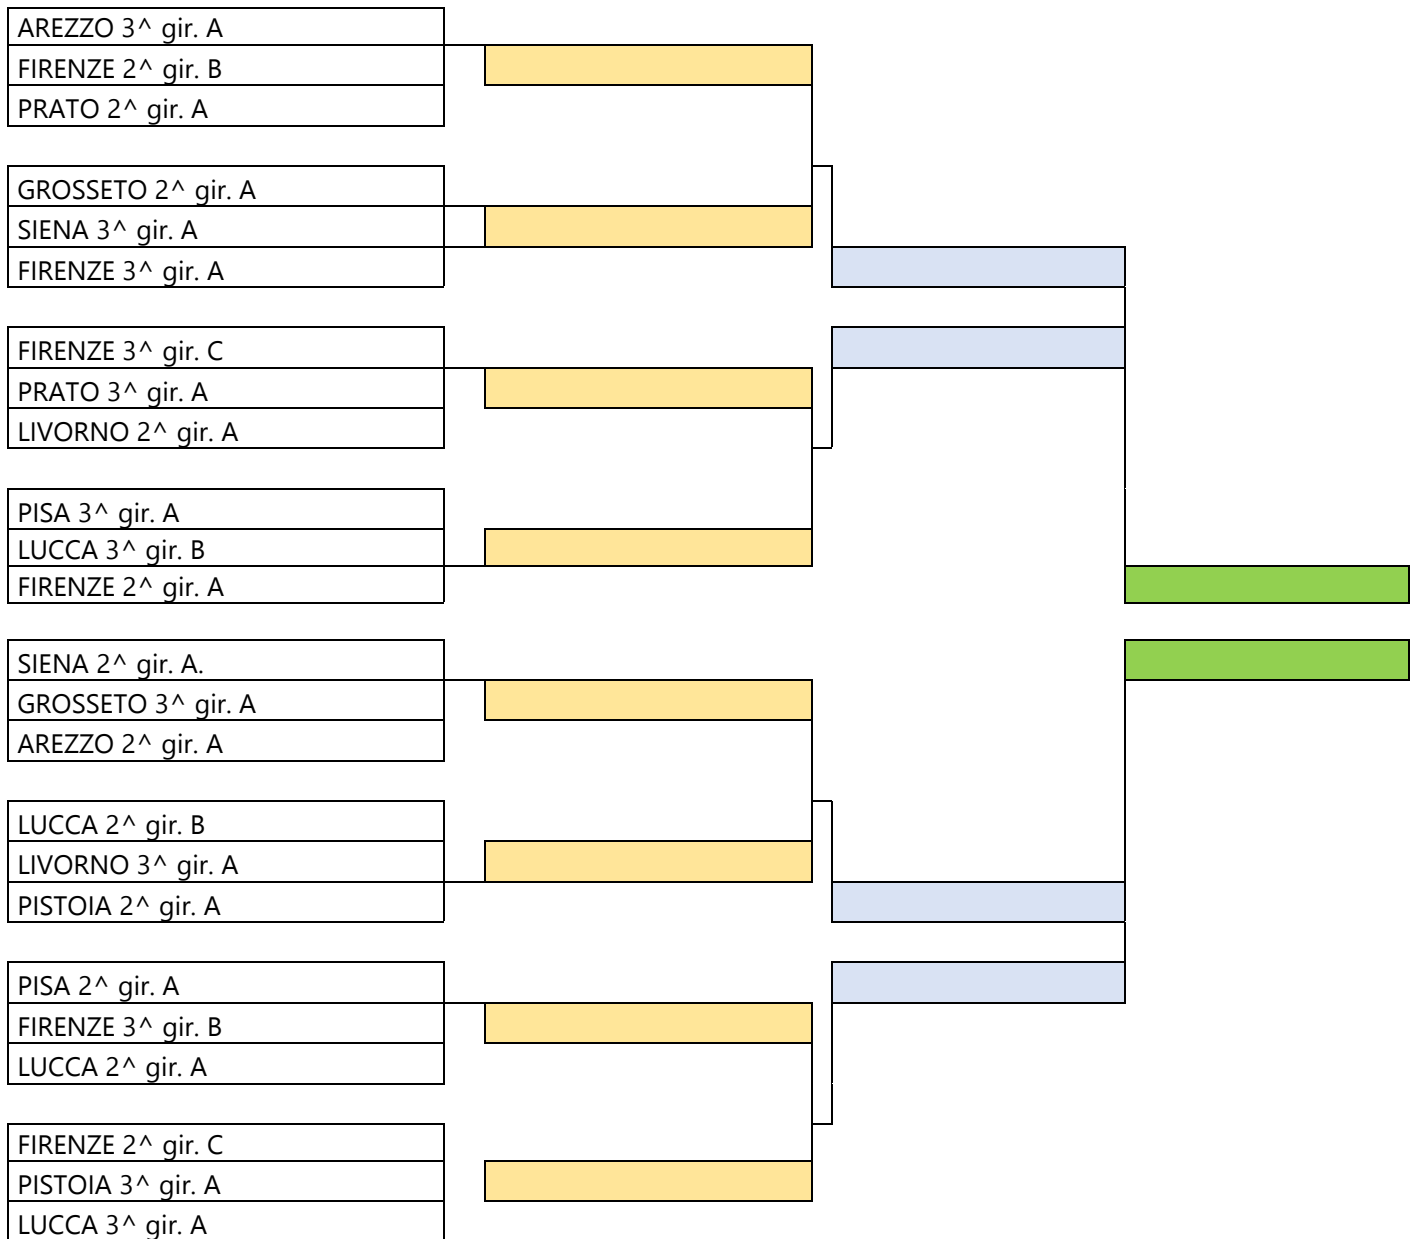 AREZZO 3^ gir. A
FIRENZE 2^ gir. B
PRATO 2^ gir. A
GROSSETO 2^ gir. A
SIENA 3^ gir. A
FIRENZE 3^ gir. A
FIRENZE 3^ gir. C
PRATO 3^ gir. A
LIVORNO 2^ gir. A
PISA 3^ gir. A
LUCCA 3^ gir. B
FIRENZE 2^ gir. A
SIENA 2^ gir. A.
GROSSETO 3^ gir. A
AREZZO 2^ gir. A
LUCCA 2^ gir. B
LIVORNO 3^ gir. A
PISTOIA 2^ gir. A
PISA 2^ gir. A
FIRENZE 3^ gir. B
LUCCA 2^ gir. A
FIRENZE 2^ gir. C
PISTOIA 3^ gir. A
LUCCA 3^ gir. A